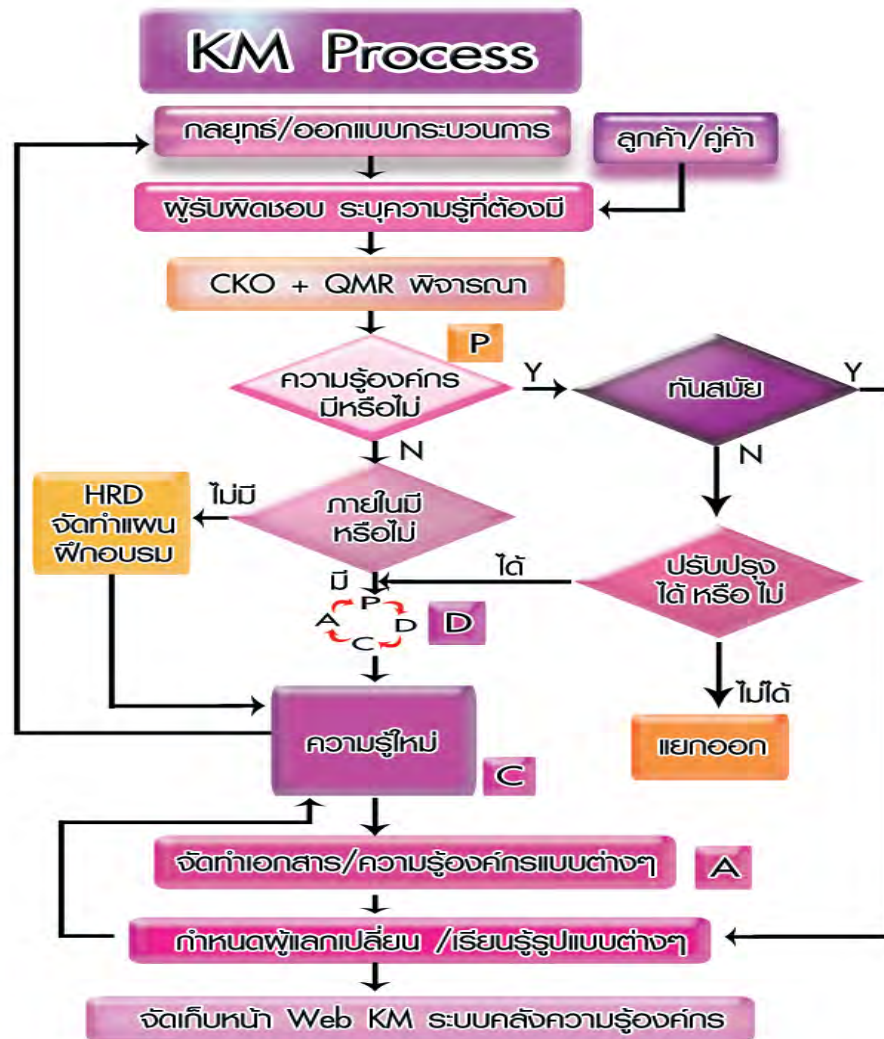 KM Process
กลยุทธ์/ออกแบบกระบวนการ
ลูกค้า/คู่ค้า
ผู้รับผิดชอบ ระบุความรู้ที่ต้องมี
CKO + QMR พิจารณา
P
ความรู้องค์กร
มีหรือไม่
Y
ทันสมัย
Y
N
N
HRD
จัดทำแผน
ฝึกอบรม
ไม่มี
ภายในมี
หรือไม่
ปรับปรุง
ได้ หรือ ไม่
ได้
มี
P
A
D
C
D
ไม่ได้
ความรู้ใหม่
แยกออก
C
จัดทำเอกสาร/ความรู้องค์กรแบบต่างๆ
A
กำหนดผู้แลกเปลี่ยน /เรียนรู้รูปแบบต่างๆ
จัดเก็บหน้า Web KM ระบบคลังความรู้องค์กร